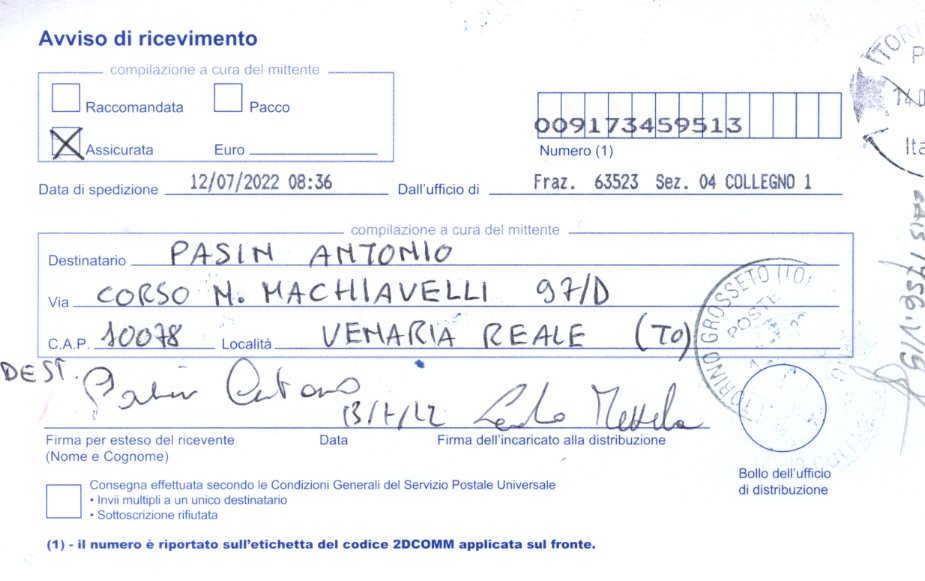 Avviso di ricevimento
compilazione a cura del mittente
Raccomandata Pacco
Assicurata Euro
009173459513
Numero (1)
Data di spedizione 12/07/2022 08:36 Dall'ufficio di Fraz. 63523 Sez. 04 COLLEGNO 1
compilazione a cura del mittente
Destinatario PASIN ANTONIO
Via CORSO N. MACHIAVELLI 97/D
C.A.P. 10078 Località VENARIA REALE (TO)
TORINO GROSSETO (TO)
POSTE
DEST.
13/7/22
Firma per esteso del ricevente Data Firma dell'incaricato alla distribuzione
(Nome e Cognome)
Bollo dell'ufficio
di distribuzione
Consegna effettuata secondo le Condizioni Generali del Servizio Postale Universale
• Invii multipli a un unico destinatario
• Sottoscrizione rifiutata
(1) - il numero è riportato sull'etichetta del codice 2DCOMM applicata sul fronte.